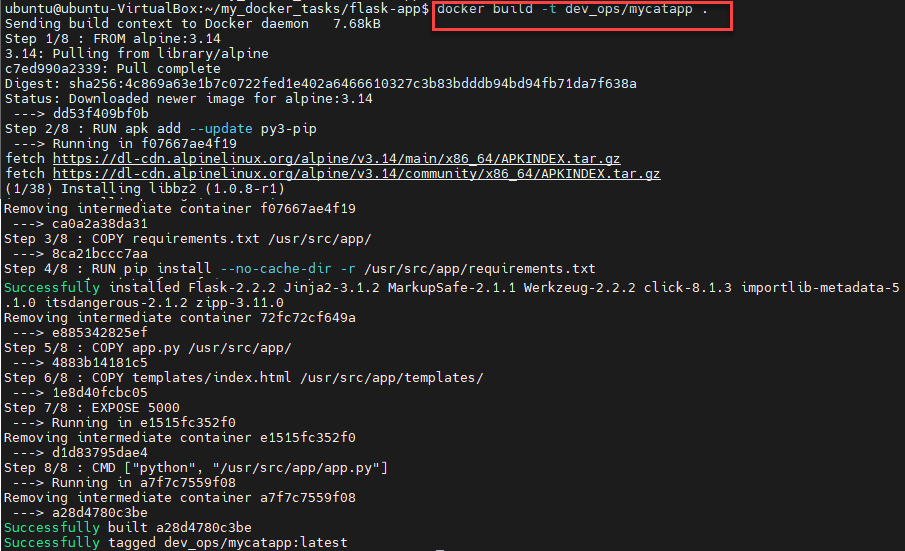 ubuntu@ubuntu-VirtualBox:~/my_docker_tasks/flask-app$ docker build -t dev_ops/mycatapp .
Sending build context to Docker daemon   7.68kB
Step 1/8 : FROM alpine:3.14
3.14: Pulling from library/alpine
c7ed990a2339: Pull complete
Digest: sha256:4c869a63e1b7c0722fed1e402a6466610327c3b83bdddb94bd94fb71da7f638a
Status: Downloaded newer image for alpine:3.14
 ---> dd53f409bf0b
Step 2/8 : RUN apk add --update py3-pip
 ---> Running in f07667ae4f19
fetch https://dl-cdn.alpinelinux.org/alpine/v3.14/main/x86_64/APKINDEX.tar.gz
fetch https://dl-cdn.alpinelinux.org/alpine/v3.14/community/x86_64/APKINDEX.tar.gz
(1/38) Installing libbz2 (1.0.8-r1)
Removing intermediate container f07667ae4f19
 ---> ca0a2a38da31
Step 3/8 : COPY requirements.txt /usr/src/app/
 ---> 8ca21bccc7aa
Step 4/8 : RUN pip install --no-cache-dir -r /usr/src/app/requirements.txt
Successfully installed Flask-2.2.2 Jinja2-3.1.2 MarkupSafe-2.1.1 Werkzeug-2.2.2 click-8.1.3 importlib-metadata-5
.1.0 itsdangerous-2.1.2 zipp-3.11.0
Removing intermediate container 72fc72cf649a
 ---> e885342825ef
Step 5/8 : COPY app.py /usr/src/app/
 ---> 4883b14181c5
Step 6/8 : COPY templates/index.html /usr/src/app/templates/
 ---> 1e8d40fcbc05
Step 7/8 : EXPOSE 5000
 ---> Running in e1515fc352f0
Removing intermediate container e1515fc352f0
 ---> d1d83795dae4
Step 8/8 : CMD ["python", "/usr/src/app/app.py"]
 ---> Running in a7f7c7559f08
Removing intermediate container a7f7c7559f08
 ---> a28d4780c3be
Successfully built a28d4780c3be
Successfully tagged dev_ops/mycatapp:latest